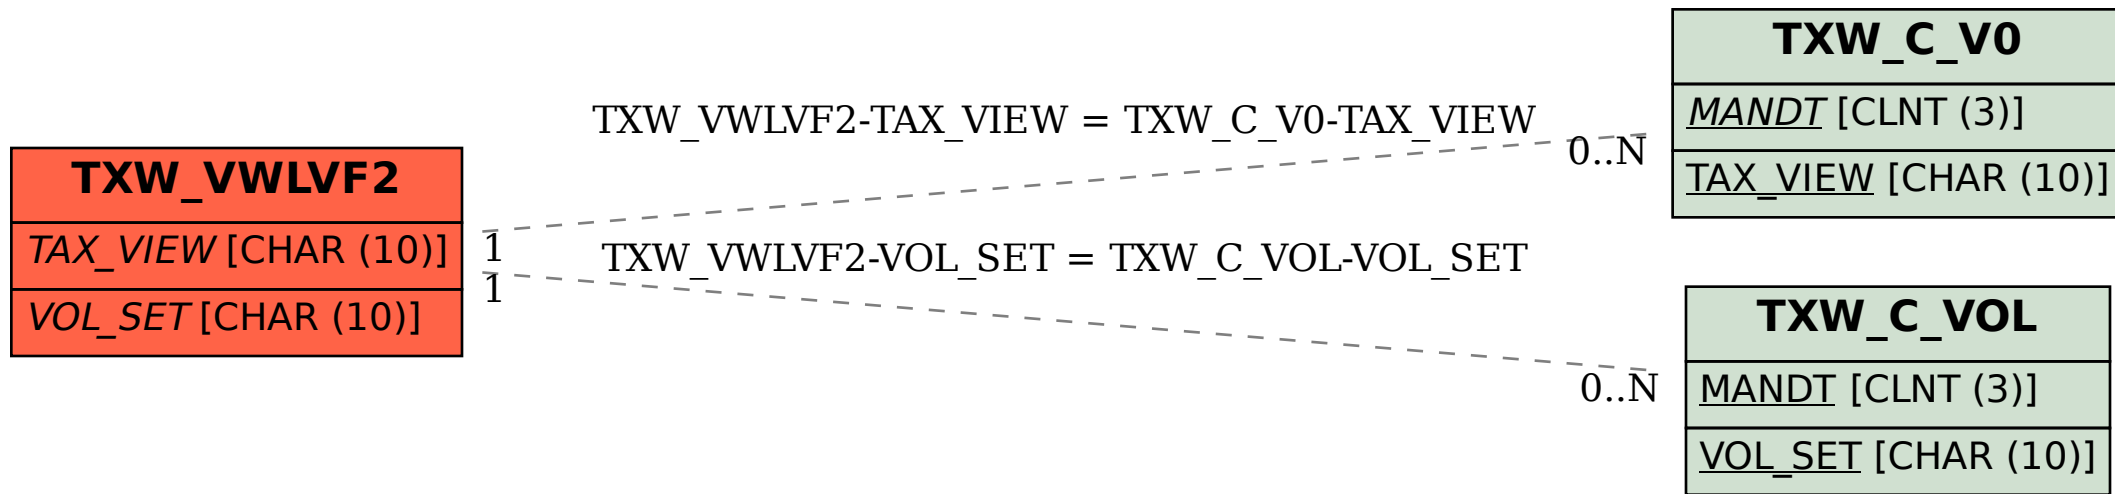 TXW_VWLVF2
TAX_VIEW [CHAR (10)]
VOL_SET [CHAR (10)]
TXW_VWLVF2-TAX_VIEW = TXW_C_V0-TAX_VIEW
1
0..N
TXW_VWLVF2-VOL_SET = TXW_C_VOL-VOL_SET
1
0..N
TXW_C_V0
MANDT [CLNT (3)]
TAX_VIEW [CHAR (10)]
TXW_C_VOL
MANDT [CLNT (3)]
VOL_SET [CHAR (10)]